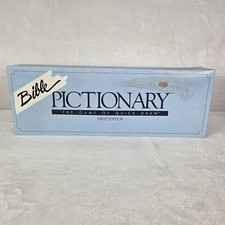 Bible
PICTIONARY
THE GAME OF QUICK DRAW
FIRST EDITION